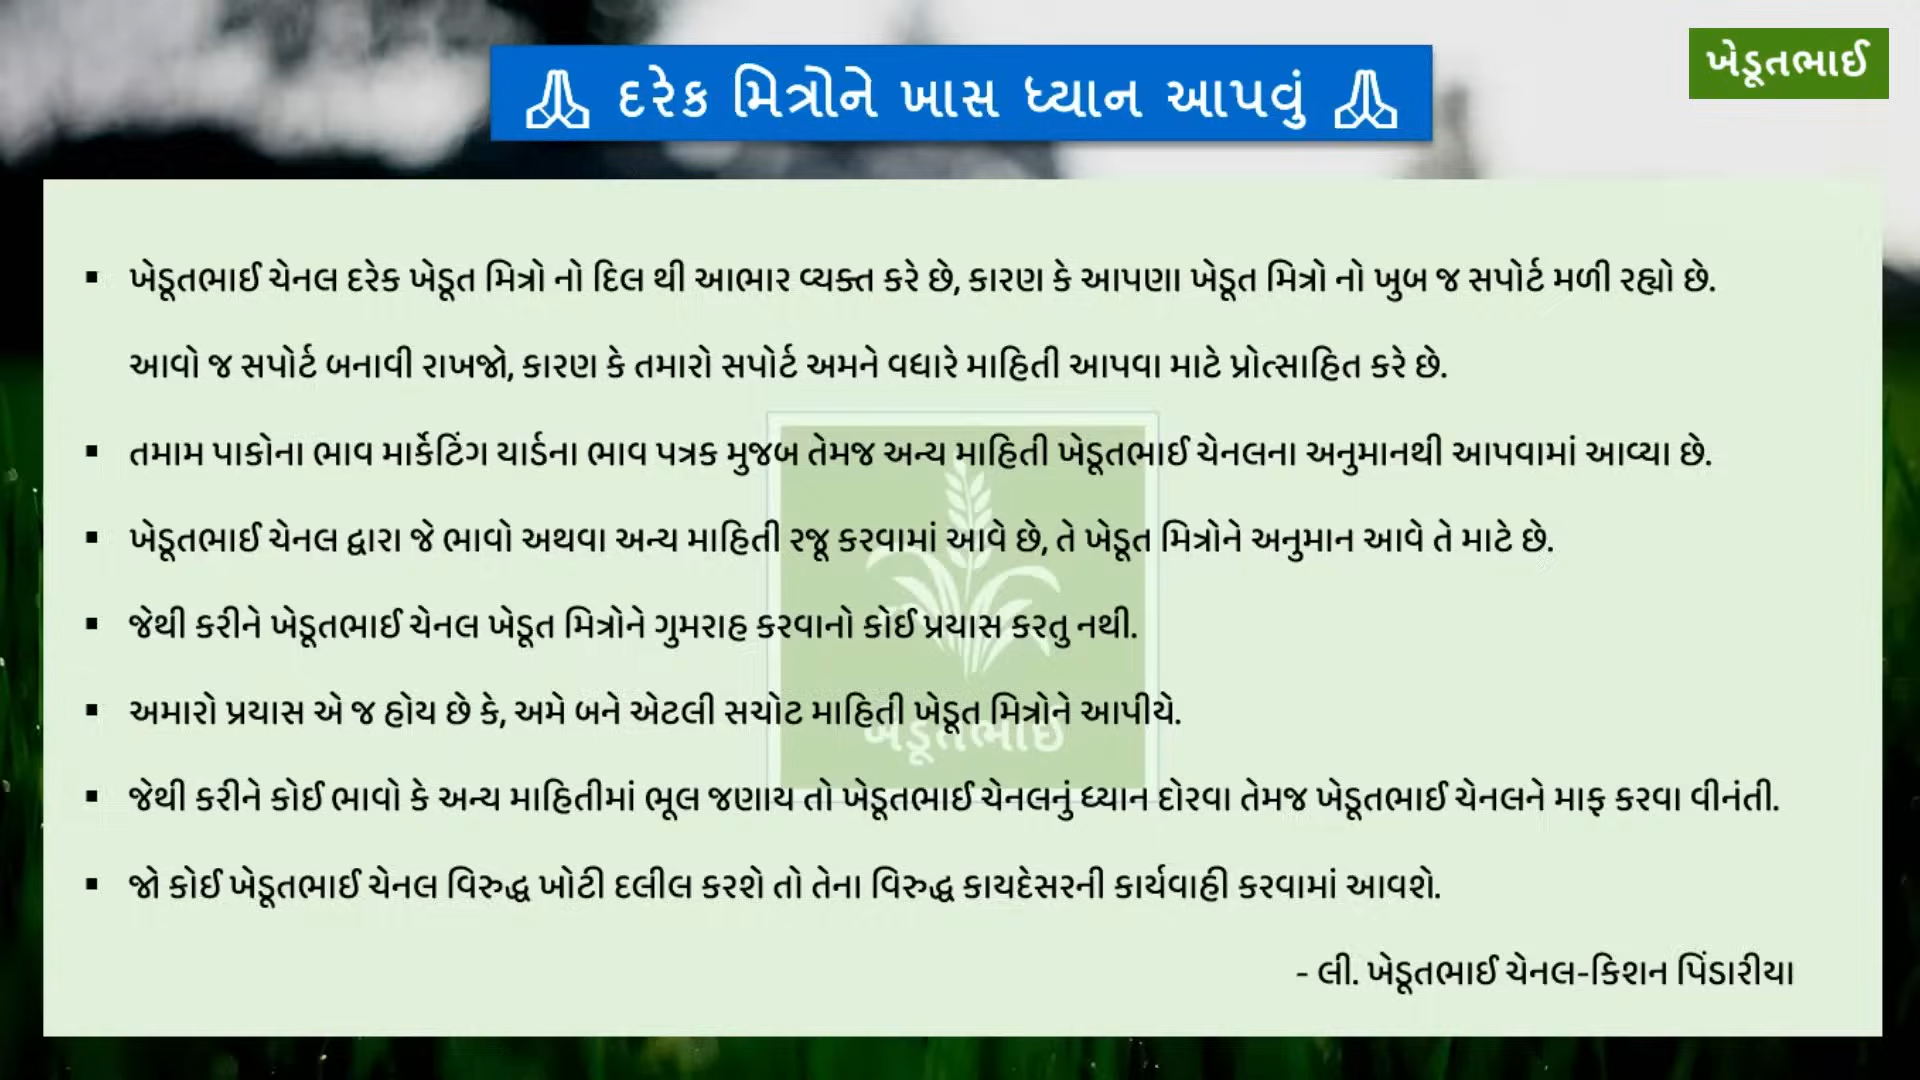 ખેડૂતભાઈ
🙏 દરેક મિત્રોને ખાસ ધ્યાન આપવું 🙏
▪ ખેડૂતભાઈ ચેનલ દરેક ખેડૂત મિત્રો નો દિલ થી આભાર વ્યક્ત કરે છે, કારણ કે આપણા ખેડૂત મિત્રો નો ખુબ જ સપોર્ટ મળી રહ્યો છે.
આવો જ સપોર્ટ બનાવી રાખજો, કારણ કે તમારો સપોર્ટ અમને વધારે માહિતી આપવા માટે પ્રોત્સાહિત કરે છે.
▪ તમામ પાકોના ભાવ માર્કેટિંગ યાર્ડના ભાવ પત્રક મુજબ તેમજ અન્ય માહિતી ખેડૂતભાઈ ચેનલના અનુમાનથી આપવામાં આવ્યા છે.
▪ ખેડૂતભાઈ ચેનલ દ્વારા જે ભાવો અથવા અન્ય માહિતી રજૂ કરવામાં આવે છે, તે ખેડૂત મિત્રોને અનુમાન આવે તે માટે છે.
▪ જેથી કરીને ખેડૂતભાઈ ચેનલ ખેડૂત મિત્રોને ગુમરાહ કરવાનો કોઈ પ્રયાસ કરતુ નથી.
▪ અમારો પ્રયાસ એ જ હોય છે કે, અમે બને એટલી સચોટ માહિતી ખેડૂત મિત્રોને આપીયે.
ખેડૂતભાઈ
▪ જેથી કરીને કોઈ ભાવો કે અન્ય માહિતીમાં ભૂલ જણાય તો ખેડૂતભાઈ ચેનલનું ધ્યાન દોરવા તેમજ ખેડૂતભાઈ ચેનલને માફ કરવા વીનંતી.
▪ જો કોઈ ખેડૂતભાઈ ચેનલ વિરુદ્ધ ખોટી દલીલ કરશે તો તેના વિરુદ્ધ કાયદેસરની કાર્યવાહી કરવામાં આવશે.
- લી. ખેડૂતભાઈ ચેનલ-કિશન પિંડારીયા